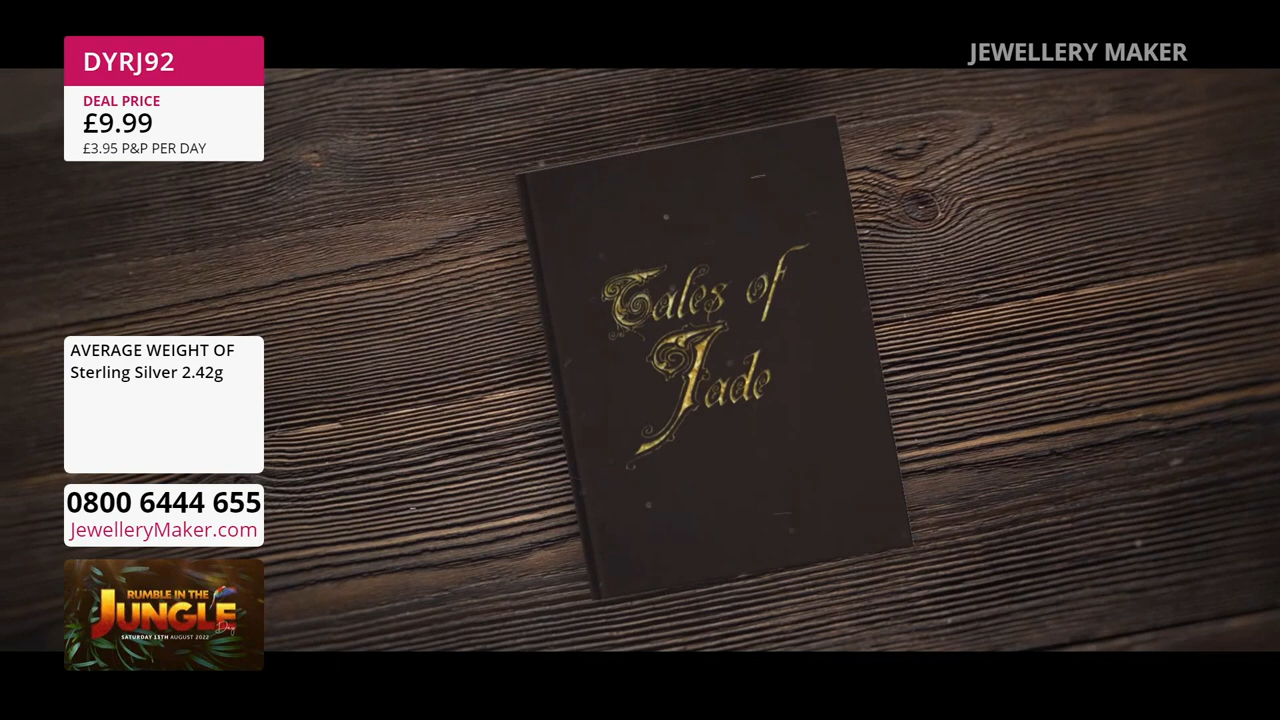 DYRJ92
DEAL PRICE
£9.99
£3.95 P&P PER DAY
JEWELLERY MAKER
Tales of
Jade
AVERAGE WEIGHT OF
Sterling Silver 2.42g
0800 6444 655
JewelleryMaker.com
RUMBLE IN THE
JUNGLE
Day
SATURDAY 13TH AUGUST 2022